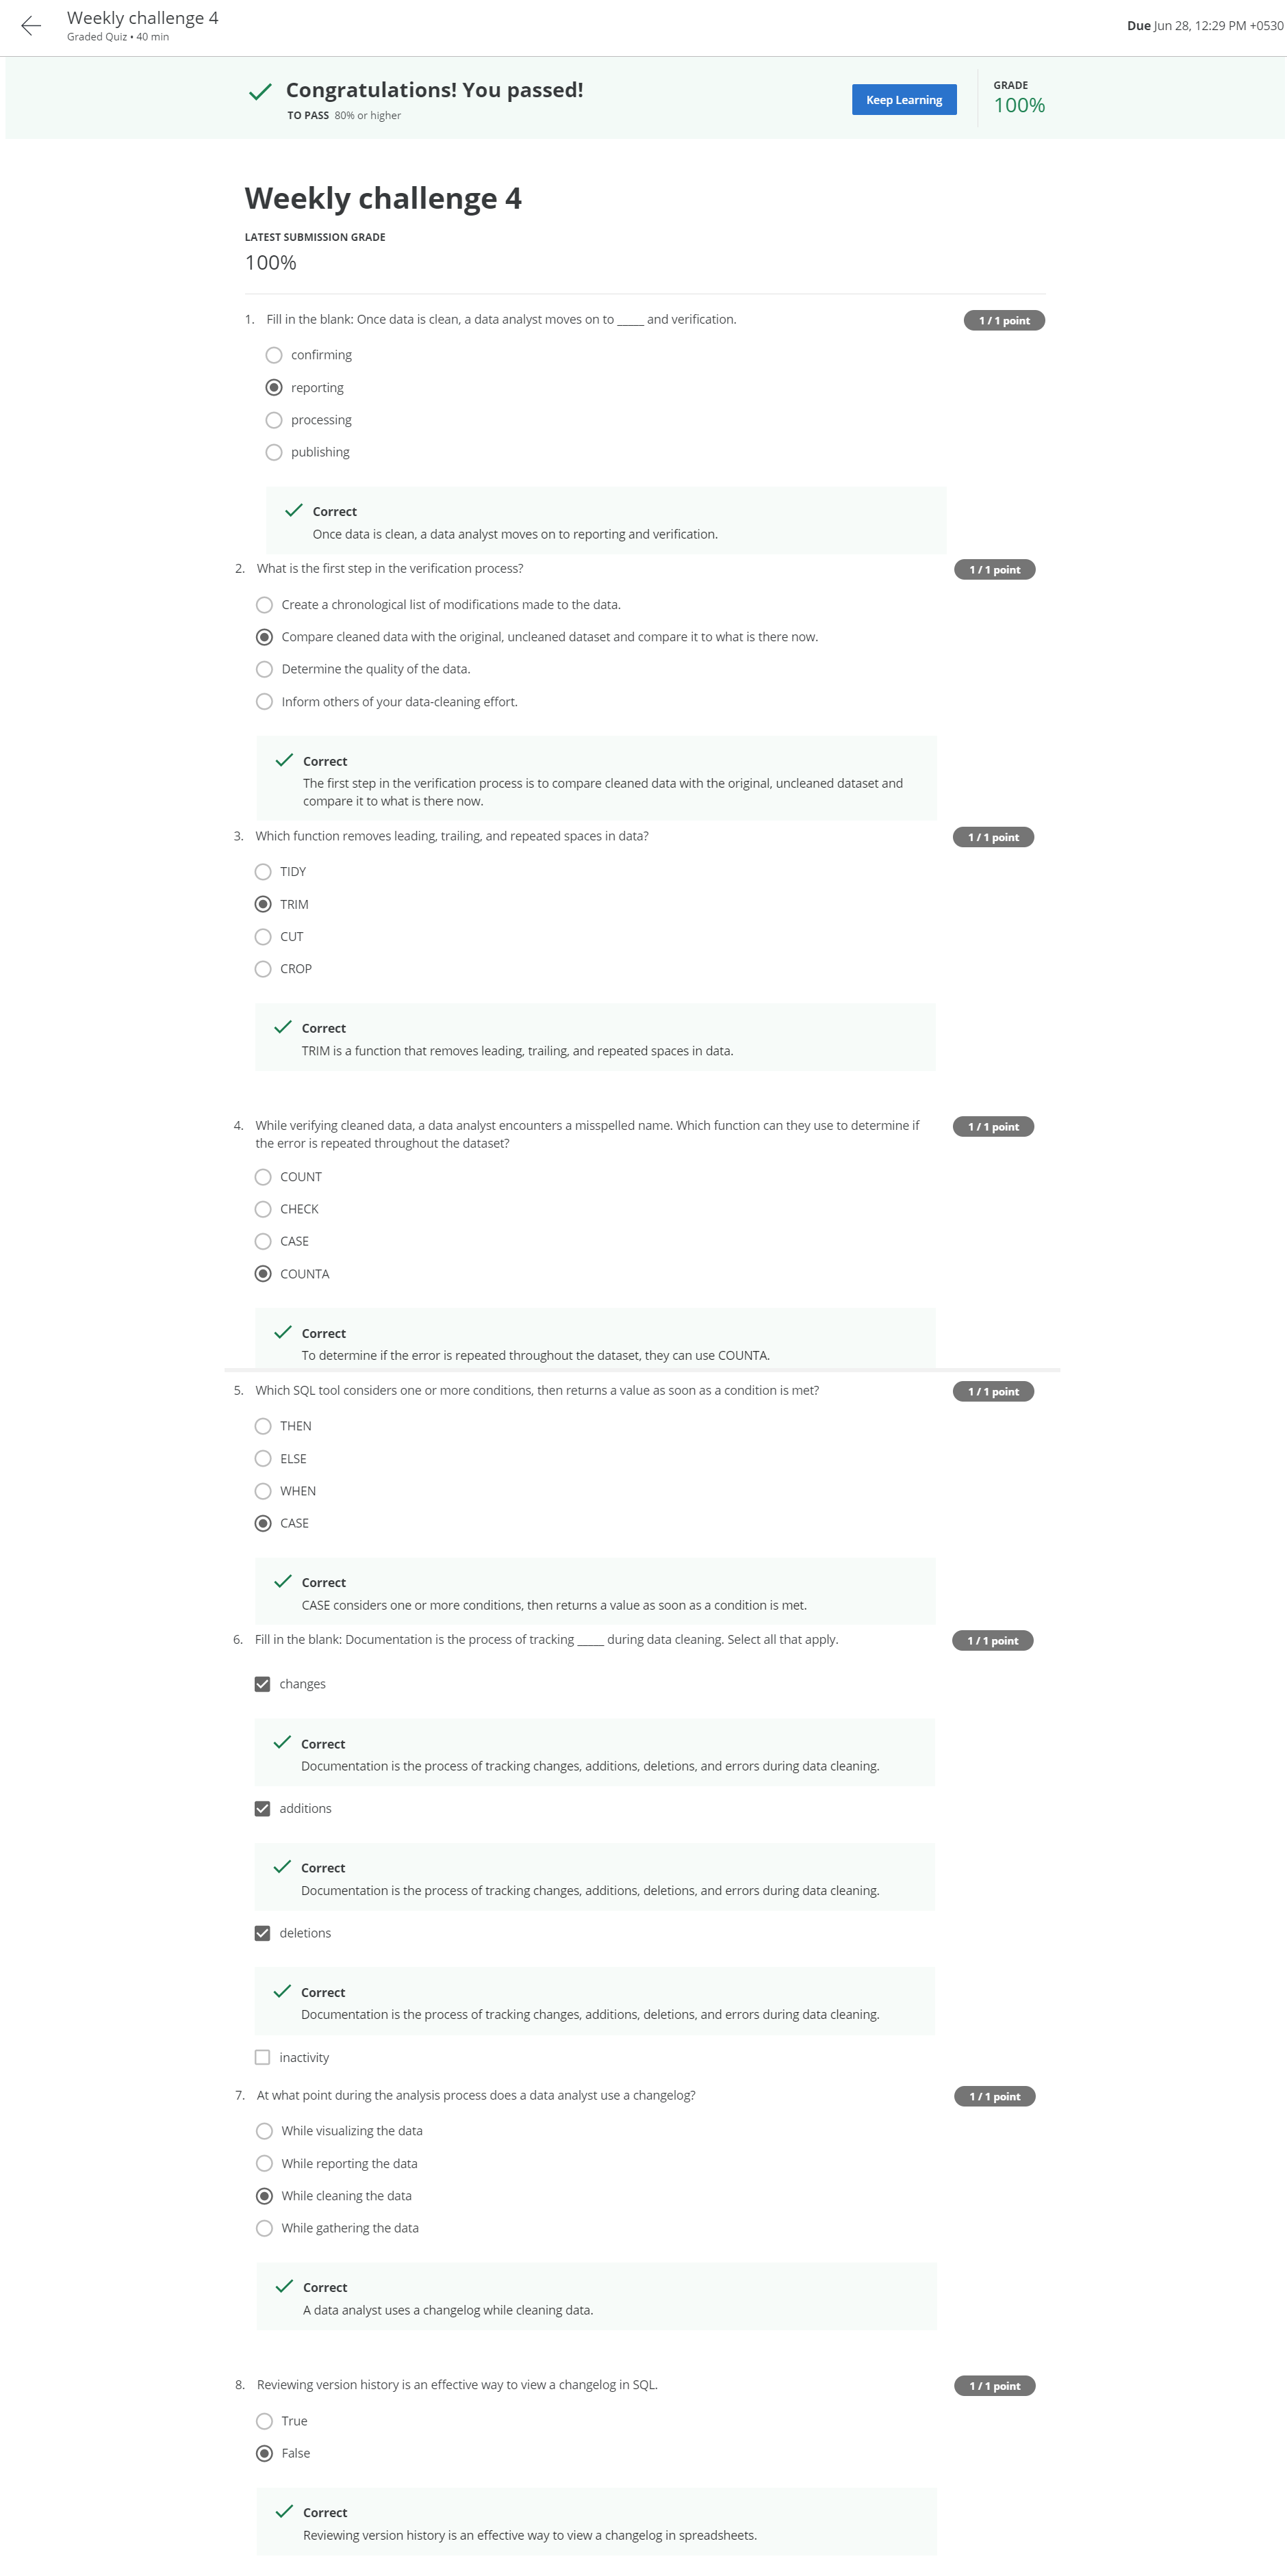 Weekly challenge 4
Graded Quiz • 40 min
Due Jun 28, 12:29 PM +0530
Congratulations! You passed!
TO PASS 80% or higher
Keep Learning
GRADE
100%
Weekly challenge 4
LATEST SUBMISSION GRADE
100%
1. Fill in the blank: Once data is clean, a data analyst moves on to _____ and verification.
1 / 1 point
confirming
reporting
processing
publishing
Correct
Once data is clean, a data analyst moves on to reporting and verification.
2. What is the first step in the verification process?
1 / 1 point
Create a chronological list of modifications made to the data.
Compare cleaned data with the original, uncleaned dataset and compare it to what is there now.
Determine the quality of the data.
Inform others of your data-cleaning effort.
Correct
The first step in the verification process is to compare cleaned data with the original, uncleaned dataset and
compare it to what is there now.
3. Which function removes leading, trailing, and repeated spaces in data?
1 / 1 point
TIDY
TRIM
CUT
CROP
Correct
TRIM is a function that removes leading, trailing, and repeated spaces in data.
4. While verifying cleaned data, a data analyst encounters a misspelled name. Which function can they use to determine if
the error is repeated throughout the dataset?
1 / 1 point
COUNT
CHECK
CASE
COUNTA
Correct
To determine if the error is repeated throughout the dataset, they can use COUNTA.
5. Which SQL tool considers one or more conditions, then returns a value as soon as a condition is met?
1 / 1 point
THEN
ELSE
WHEN
CASE
Correct
CASE considers one or more conditions, then returns a value as soon as a condition is met.
6. Fill in the blank: Documentation is the process of tracking _____ during data cleaning. Select all that apply.
1 / 1 point
changes
Correct
Documentation is the process of tracking changes, additions, deletions, and errors during data cleaning.
additions
Correct
Documentation is the process of tracking changes, additions, deletions, and errors during data cleaning.
deletions
Correct
Documentation is the process of tracking changes, additions, deletions, and errors during data cleaning.
inactivity
7. At what point during the analysis process does a data analyst use a changelog?
1 / 1 point
While visualizing the data
While reporting the data
While cleaning the data
While gathering the data
Correct
A data analyst uses a changelog while cleaning data.
8. Reviewing version history is an effective way to view a changelog in SQL.
1 / 1 point
True
False
Correct
Reviewing version history is an effective way to view a changelog in spreadsheets.